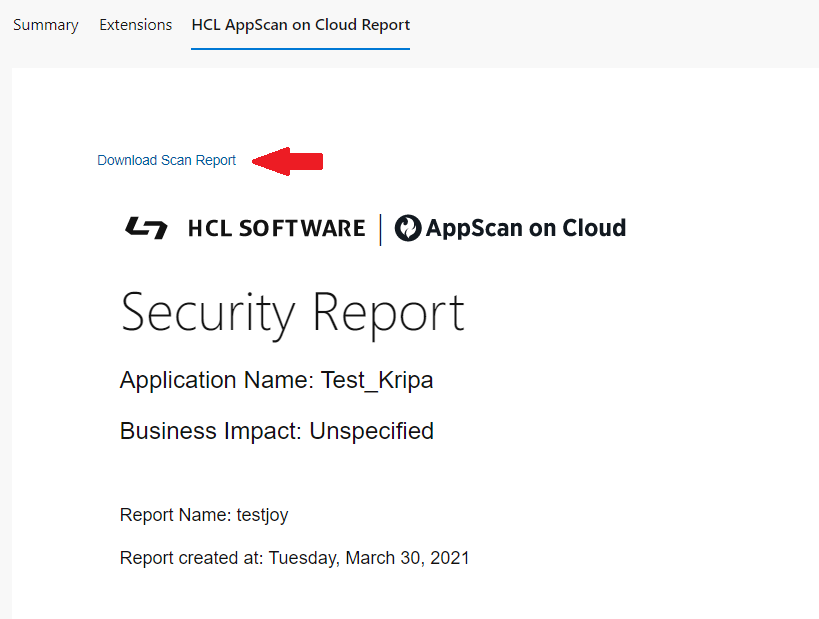 Summary Extensions HCL AppScan on Cloud Report
Download Scan Report
HCL SOFTWARE AppScan on Cloud
Security Report
Application Name: Test_Kripa
Business Impact: Unspecified
Report Name: testjoy
Report created at: Tuesday, March 30, 2021